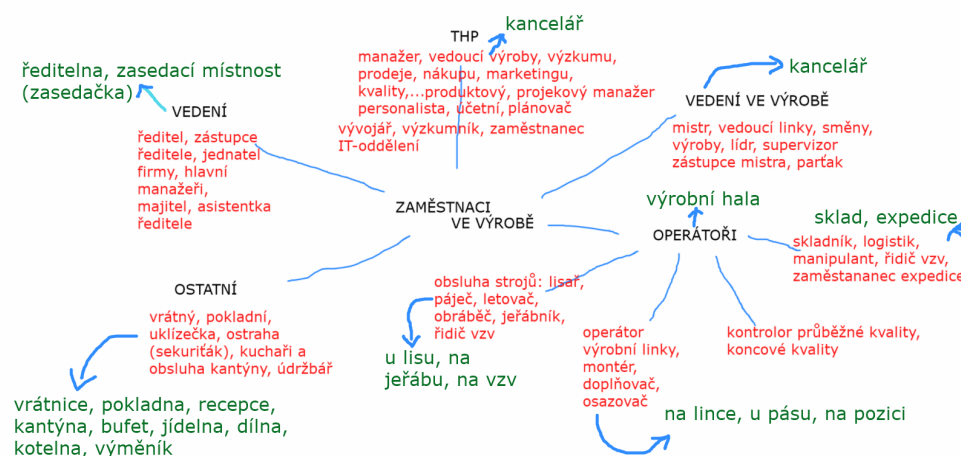 THP
kancelář
manažer, vedoucí výroby, výzkumu,
prodeje, nákupu, marketingu,
kvality,...produktový, projekový manažer
personalista, účetní, plánovač
vývojář, výzkumník, zaměstnanec
IT-oddělení
ředitelna, zasedací místnost
(zasedačka)
VEDENÍ
ředitel, zástupce
ředitele, jednatel
firmy, hlavní
manažeři,
majitel, asistentka
ředitele
kancelář
VEDENÍ VE VÝROBĚ
mistr, vedoucí linky, směny,
výroby, lídr, supervizor
zástupce mistra, parťak
ZAMĚSTNACI
VE VÝROBĚ
výrobní hala
OPERÁTOŘI
sklad, expedice
skladník, logistik,
manipulant, řidič vzv,
zaměstananec expedice
OSTATNÍ
vrátný, pokladní,
uklízečka, ostraha
(sekuriťák), kuchaři a
obsluha kantýny, údržbář
vrátnice, pokladna, recepce,
kantýna, bufet, jídelna, dílna,
kotelna, výměník
obsluha strojů: lisař,
páječ, letovač,
obráběč, jeřábník,
řidič vzv
u lisu, na
jeřábu, na vzv
operátor
výrobní linky,
montér,
doplňovač,
osazovač
na lince, u pásu, na pozici
kontrolor průběžné kvality,
koncové kvality